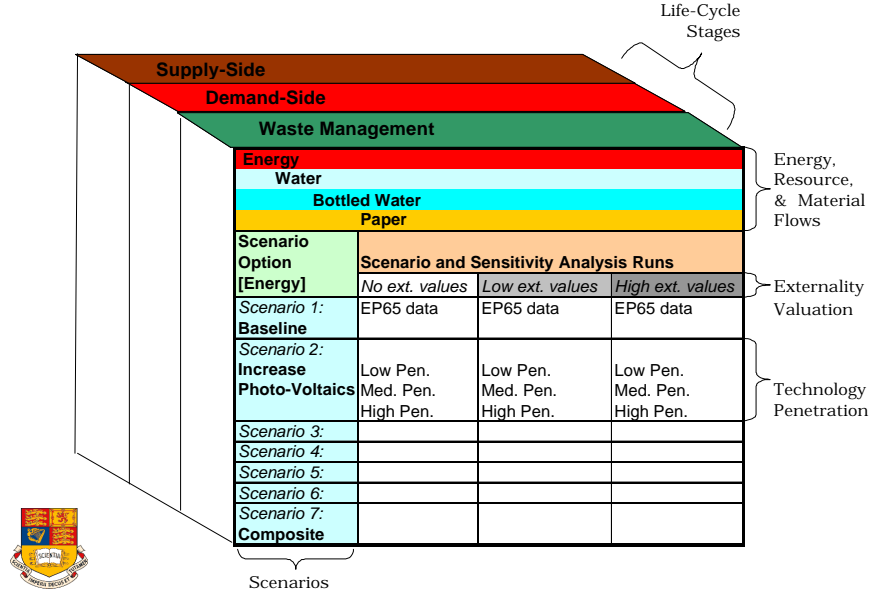 Life-Cycle
Stages
Supply-Side
Demand-Side
Waste Management
Energy
Water
Bottled Water
Paper
Energy,
Resource,
& Material
Flows
Scenario
Option
[Energy]
Scenario and Sensitivity Analysis Runs
No ext. values Low ext. values High ext. values
Externality
Valuation
Scenario 1:
Baseline
EP65 data EP65 data EP65 data
Scenario 2:
Increase
Photo-Voltaics
Low Pen. Low Pen. Low Pen.
Med. Pen. Med. Pen. Med. Pen.
High Pen. High Pen. High Pen.
Technology
Penetration
Scenario 3:
Scenario 4:
Scenario 5:
Scenario 6:
Scenario 7:
Composite
Scenarios
SCIENTIA